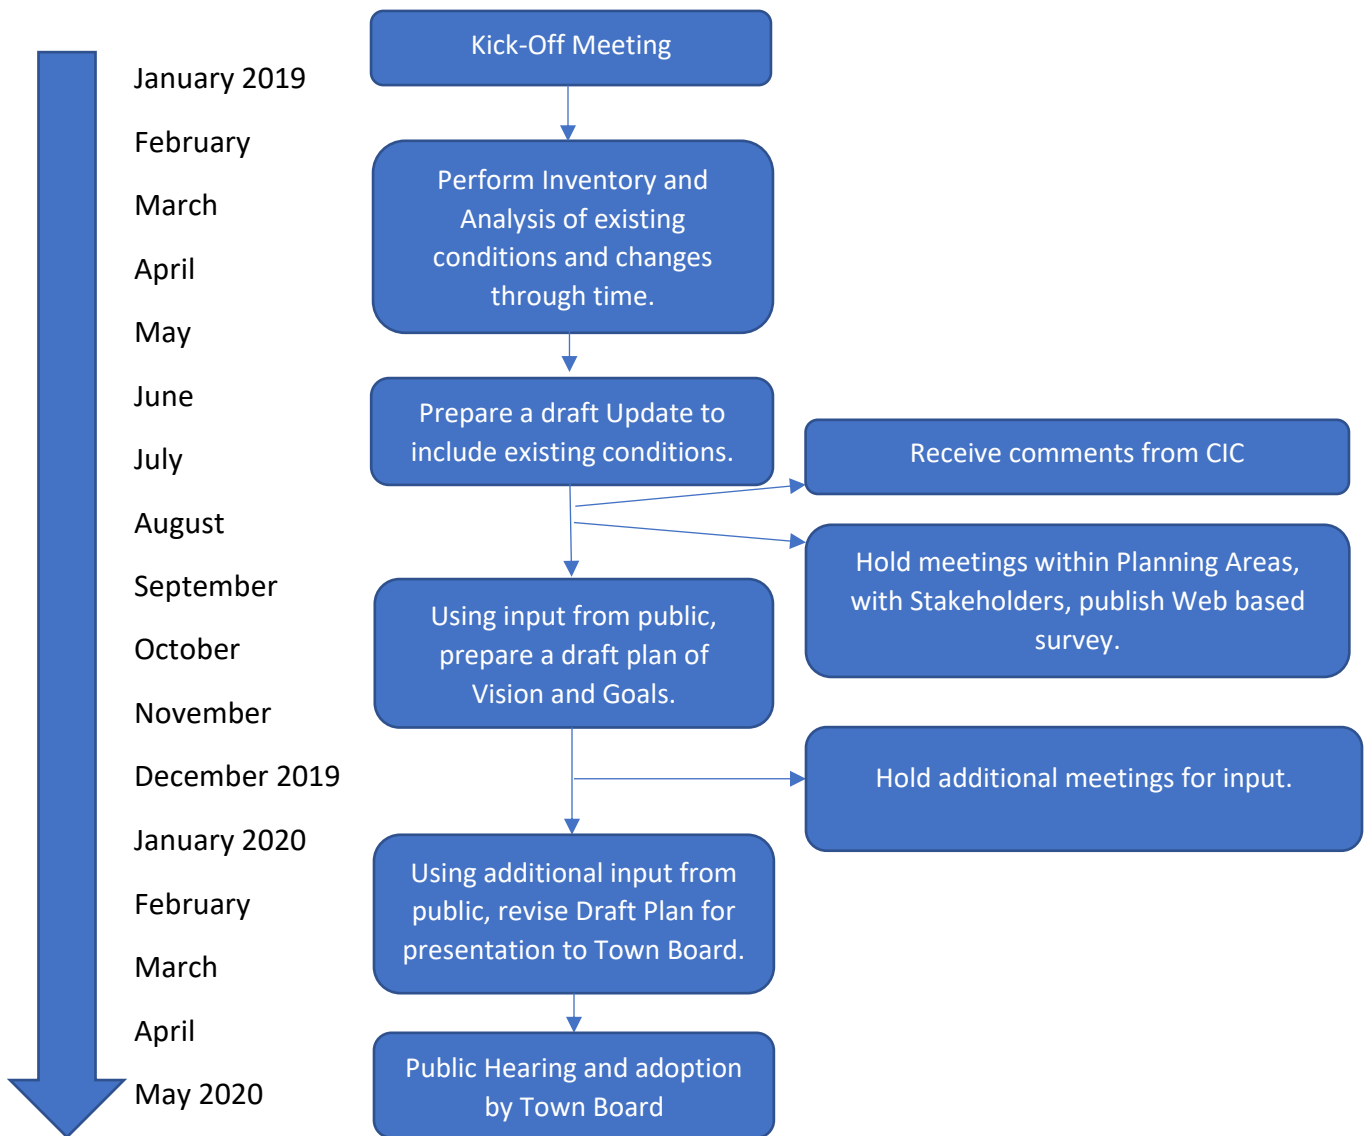 January 2019
February
March
April
May
June
July
August
September
October
November
December 2019
January 2020
February
March
April
May 2020
Kick-Off Meeting
Perform Inventory and
Analysis of existing
conditions and changes
through time.
Prepare a draft Update to
include existing conditions.
Receive comments from CIC
Hold meetings within Planning Areas,
with Stakeholders, publish Web based
survey.
Using input from public,
prepare a draft plan of
Vision and Goals.
Hold additional meetings for input.
Using additional input from
public, revise Draft Plan for
presentation to Town Board.
Public Hearing and adoption
by Town Board